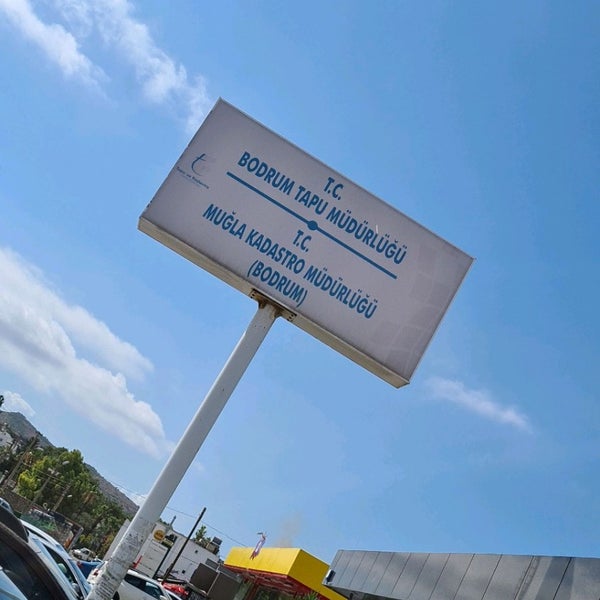 T.C.
BODRUM TAPU MÜDÜRLÜĞÜ
T.C.
MUĞLA KADASTRO MÜDÜRLÜĞÜ
(BODRUM)